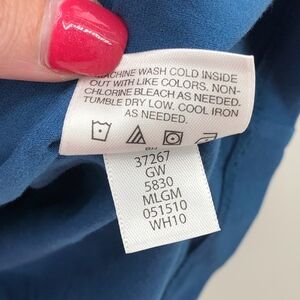 MACHINE WASH COLD INSIDE
OUT WITH LIKE COLORS. NON-
CHLORINE BLEACH AS NEEDED.
TUMBLE DRY LOW. COOL IRON
AS NEEDED.
37267
GW
5830
MLGM
051510
WH10